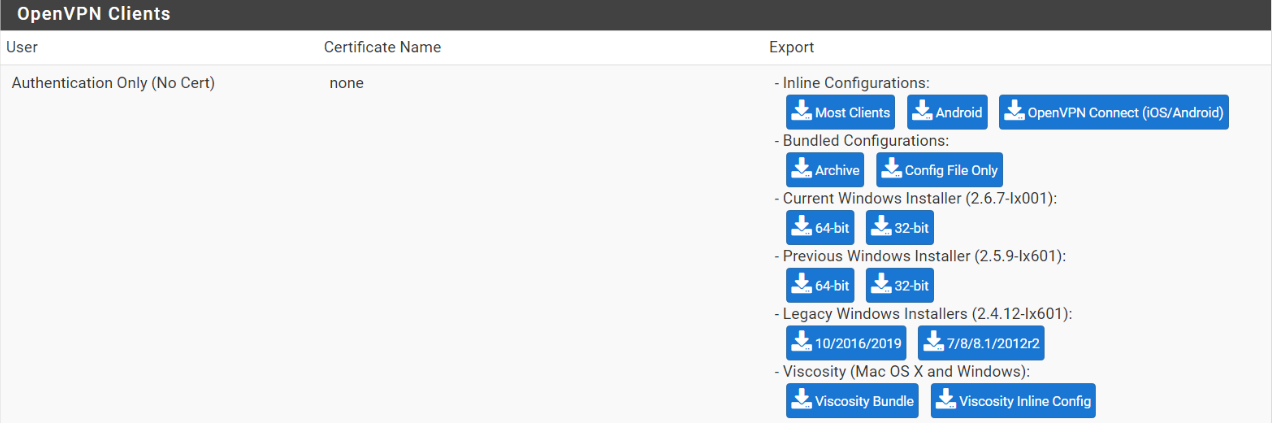 OpenVPN Clients
User Certificate Name Export
Authentication Only (No Cert) none - Inline Configurations:
Most Clients Android OpenVPN Connect (iOS/Android)
- Bundled Configurations:
Archive Config File Only
- Current Windows Installer (2.6.7-Ix001):
64-bit 32-bit
- Previous Windows Installer (2.5.9-Ix601):
64-bit 32-bit
- Legacy Windows Installers (2.4.12-Ix601):
10/2016/2019 7/8/8.1/2012r2
- Viscosity (Mac OS X and Windows):
Viscosity Bundle Viscosity Inline Config